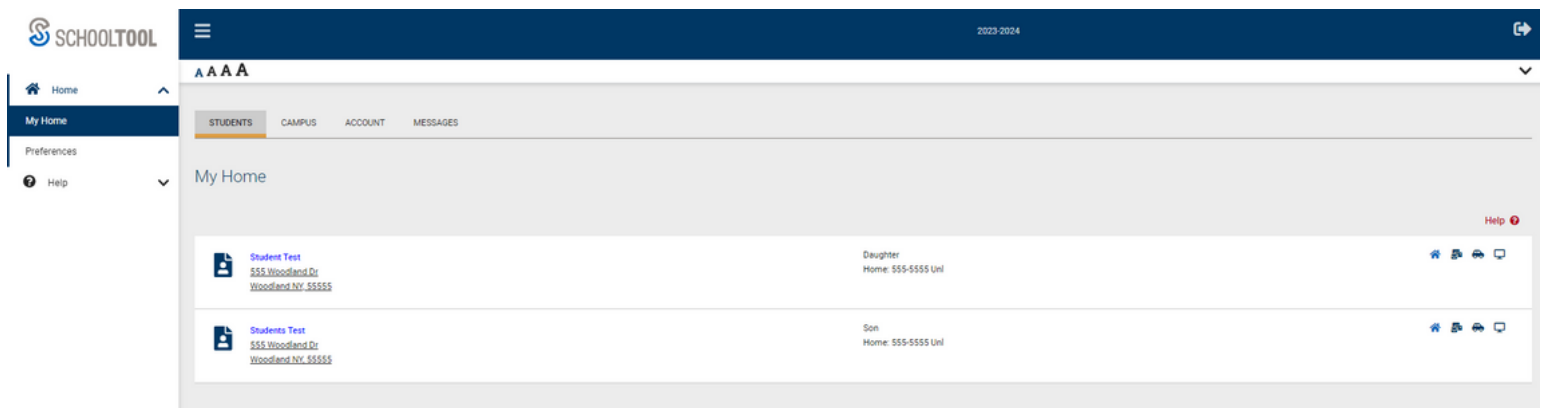 SCHOOLTOOL
2023-2024
A A A A
Home
My Home
Preferences
Help
STUDENTS CAMPUS ACCOUNT MESSAGES
My Home
Help
Student Test
555 Woodland Dr
Woodland NY, 55555
Daughter
Home: 555-5555 Unl
Students Test
555 Woodland Dr
Woodland NY, 55555
Son
Home: 555-5555 Unl